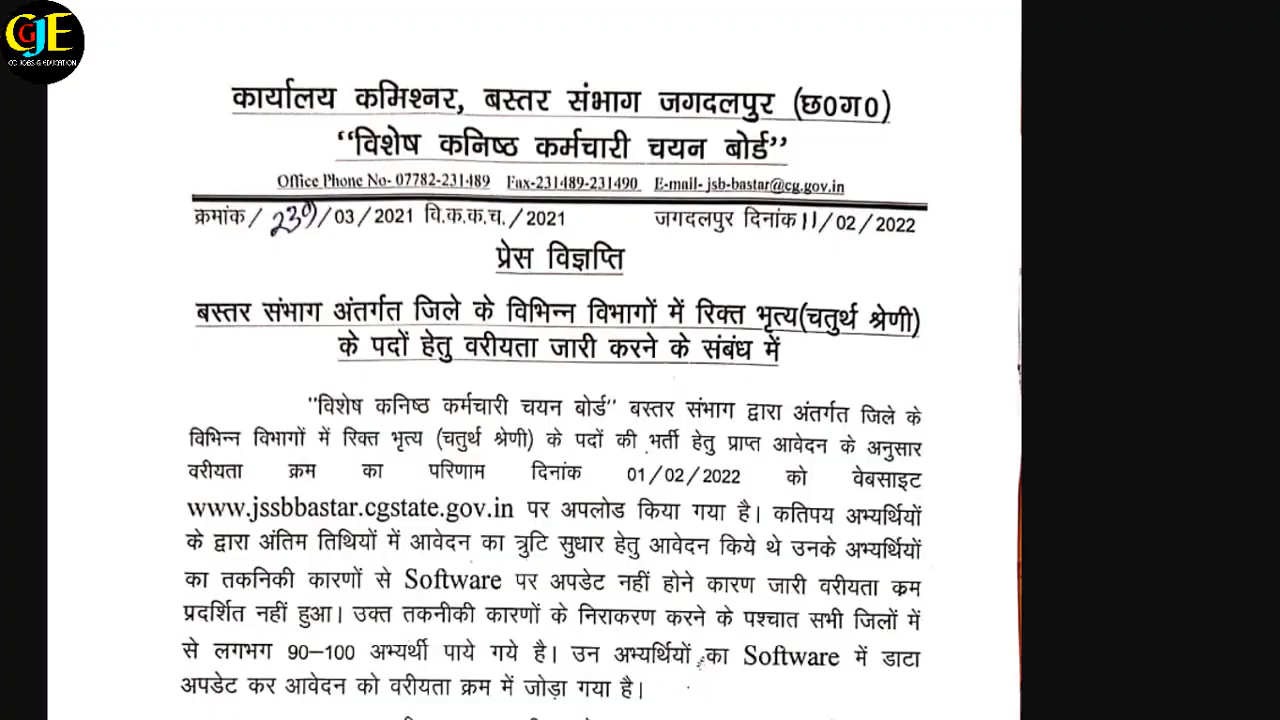 CGJE
CG JOBS & EDUCATION
कार्यालय कमिश्नर, बस्तर संभाग जगदलपुर (छ0ग0)
“विशेष कनिष्ठ कर्मचारी चयन बोर्ड”
Office Phone No- 07782-231489 Fax-231489-231490 E-mail- jsb-bastar@cg.gov.in
क्रमांक/239/03/2021 वि.क.क.च./2021 जगदलपुर दिनांक 11/02/2022
प्रेस विज्ञप्ति
बस्तर संभाग अंतर्गत जिले के विभिन्न विभागों में रिक्त भृत्य(चतुर्थ श्रेणी)
के पदों हेतु वरीयता जारी करने के संबंध में
"विशेष कनिष्ठ कर्मचारी चयन बोर्ड" बस्तर संभाग द्वारा अंतर्गत जिले के
विभिन्न विभागों में रिक्त भृत्य (चतुर्थ श्रेणी) के पदों की भर्ती हेतु प्राप्त आवेदन के अनुसार
वरीयता क्रम का परिणाम दिनांक 01/02/2022 को वेबसाइट
www.jssbbastar.cgstate.gov.in पर अपलोड किया गया है। कतिपय अभ्यर्थियों
के द्वारा अंतिम तिथियों में आवेदन का त्रुटि सुधार हेतु आवेदन किये थे उनके अभ्यर्थियों
का तकनिकी कारणों से Software पर अपडेट नहीं होने कारण जारी वरीयता क्रम
प्रदर्शित नहीं हुआ। उक्त तकनीकी कारणों के निराकरण करने के पश्चात सभी जिलों में
से लगभग 90–100 अभ्यर्थी पाये गये है। उन अभ्यर्थियों का Software में डाटा
अपडेट कर आवेदन को वरीयता क्रम में जोड़ा गया है।